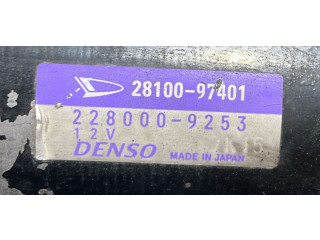 28100-97401
228000-9253
12V
DENSO MADE IN JAPAN